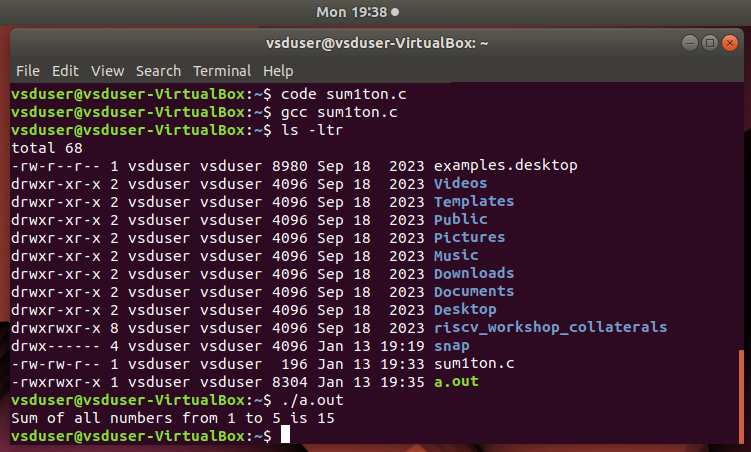 Mon 19:38
vsduser@vsduser-VirtualBox: ~
File Edit View Search Terminal Help
vsduser@vsduser-VirtualBox:~$ code sum1ton.c
vsduser@vsduser-VirtualBox:~$ gcc sum1ton.c
vsduser@vsduser-VirtualBox:~$ ls -ltr
total 68
-rw-r--r-- 1 vsduser vsduser 8980 Sep 18  2023 examples.desktop
drwxr-xr-x 2 vsduser vsduser 4096 Sep 18  2023 Videos
drwxr-xr-x 2 vsduser vsduser 4096 Sep 18  2023 Templates
drwxr-xr-x 2 vsduser vsduser 4096 Sep 18  2023 Public
drwxr-xr-x 2 vsduser vsduser 4096 Sep 18  2023 Pictures
drwxr-xr-x 2 vsduser vsduser 4096 Sep 18  2023 Music
drwxr-xr-x 2 vsduser vsduser 4096 Sep 18  2023 Downloads
drwxr-xr-x 2 vsduser vsduser 4096 Sep 18  2023 Documents
drwxr-xr-x 2 vsduser vsduser 4096 Sep 18  2023 Desktop
drwxrwxr-x 8 vsduser vsduser 4096 Sep 18  2023 riscv_workshop_collaterals
drwx------ 4 vsduser vsduser 4096 Jan 13 19:19 snap
-rw-rw-r-- 1 vsduser vsduser  196 Jan 13 19:33 sum1ton.c
-rwxrwxr-x 1 vsduser vsduser 8304 Jan 13 19:35 a.out
vsduser@vsduser-VirtualBox:~$ ./a.out
Sum of all numbers from 1 to 5 is 15
vsduser@vsduser-VirtualBox:~$